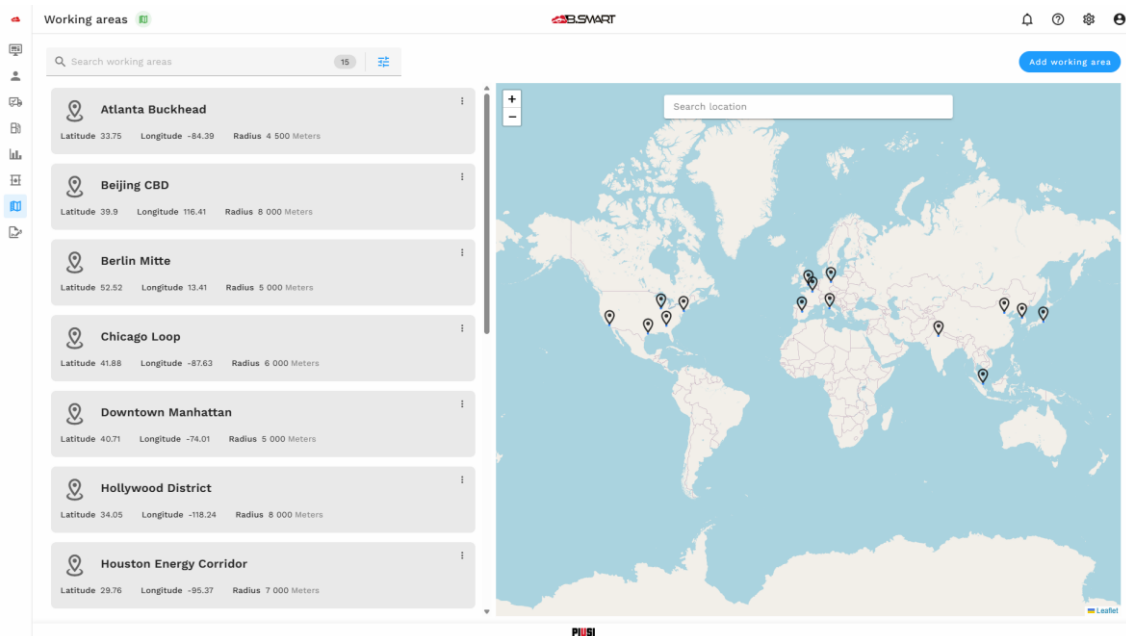 Working areas
B.SMART
Search working areas
15
Add working area
Atlanta Buckhead
Latitude 33.75 Longitude -84.39 Radius 4 500 Meters
Beijing CBD
Latitude 39.9 Longitude 116.41 Radius 8 000 Meters
Berlin Mitte
Latitude 52.52 Longitude 13.41 Radius 5 000 Meters
Chicago Loop
Latitude 41.88 Longitude -87.63 Radius 6 000 Meters
Downtown Manhattan
Latitude 40.71 Longitude -74.01 Radius 5 000 Meters
Hollywood District
Latitude 34.05 Longitude -118.24 Radius 8 000 Meters
Houston Energy Corridor
Latitude 29.76 Longitude -95.37 Radius 7 000 Meters
+
−
Search location
Leaflet
PIUSI